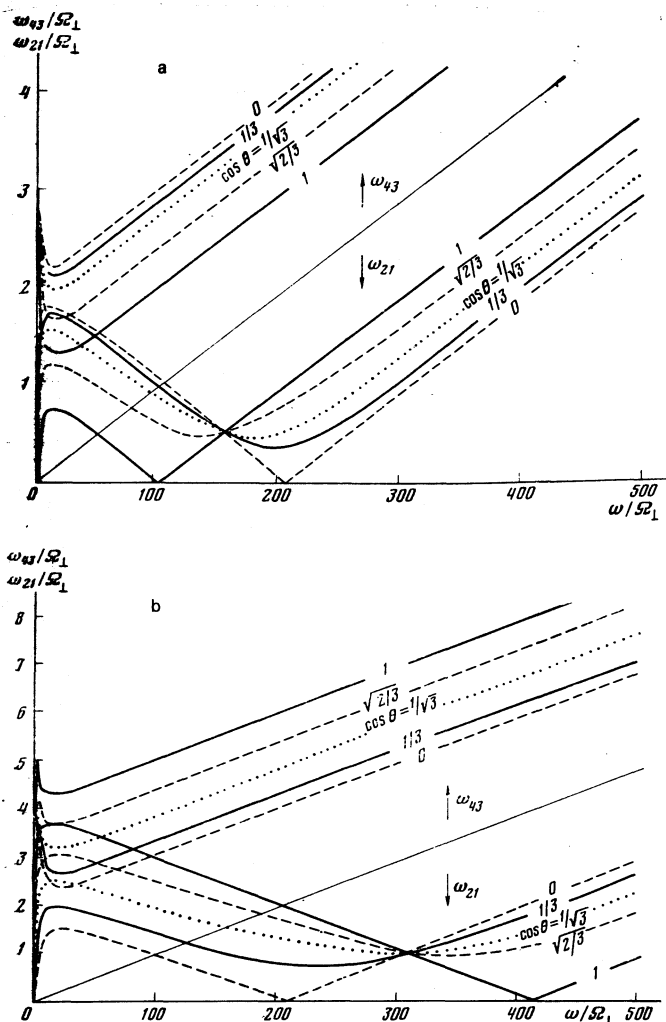 ω₄₃/Ω⊥
ω₂₁/Ω⊥
a
4
3
2
1
0
1/3
cos θ = 1/√3
√2/3
1
↑ ω₄₃
↓ ω₂₁
1
√2/3
cos θ = 1/√3
1/3
0
0 100 200 300 400 500
ω/Ω⊥
ω₄₃/Ω⊥
ω₂₁/Ω⊥
b
8
7
6
5
4
3
2
1
1
√2/3
cos θ = 1/√3
1/3
0
↑ ω₄₃
↓ ω₂₁
0
1/3
cos θ = 1/√3
√2/3
1
0 100 200 300 400 ω/Ω⊥ 500